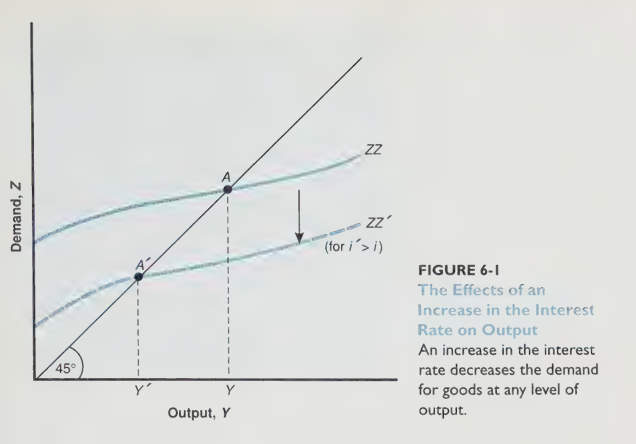 ZZ
A
Demand, Z
ZZ´
(for i´> i)
A´
45°
Y´
Y
Output, Y
FIGURE 6-1
The Effects of an
Increase in the Interest
Rate on Output
An increase in the interest
rate decreases the demand
for goods at any level of
output.